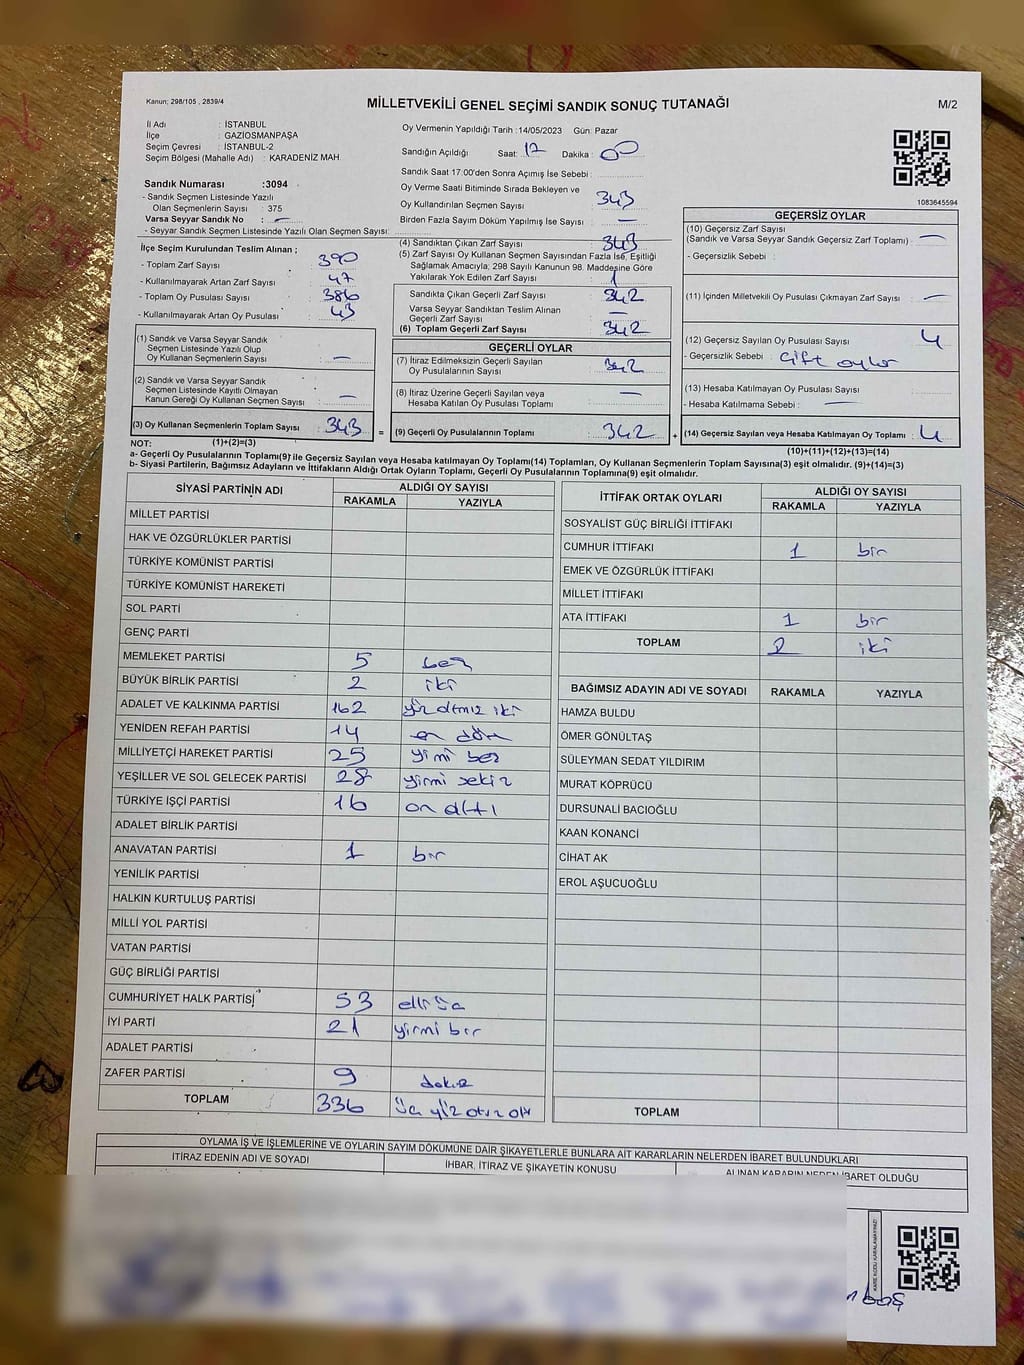 Kanun; 298/105 , 2839/4
MİLLETVEKİLİ GENEL SEÇİMİ SANDIK SONUÇ TUTANAĞI
M/2
İl Adı : İSTANBUL
İlçe : GAZİOSMANPAŞA
Seçim Çevresi : İSTANBUL-2
Seçim Bölgesi (Mahalle Adı) : KARADENİZ MAH.
Sandık Numarası :3094
- Sandık Seçmen Listesinde Yazılı
Olan Seçmenlerin Sayısı : 375
Varsa Seyyar Sandık No : —
- Seyyar Sandık Seçmen Listesinde Yazılı Olan Seçmen Sayısı:
Oy Vermenin Yapıldığı Tarih :14/05/2023 Gün: Pazar
Sandığın Açıldığı Saat: 17 Dakika : 00
Sandık Saat 17:00'den Sonra Açımış İse Sebebi :
Oy Verme Saati Bitiminde Sırada Bekleyen ve
Oy Kullandırılan Seçmen Sayısı : 343
Birden Fazla Sayım Döküm Yapılmış İse Sayısı : —
1083645594
İlçe Seçim Kurulundan Teslim Alınan ;
- Toplam Zarf Sayısı : 390
- Kullanılmayarak Artan Zarf Sayısı : 47
- Toplam Oy Pusulası Sayısı : 386
- Kullanılmayarak Artan Oy Pusulası : 43
(1) Sandık ve Varsa Seyyar Sandık
Seçmen Listesinde Yazılı Olup
Oy Kullanan Seçmenlerin Sayısı : —
(2) Sandık ve Varsa Seyyar Sandık
Seçmen Listesinde Kayıtlı Olmayan
Kanun Gereği Oy Kullanan Seçmen Sayısı : —
(3) Oy Kullanan Seçmenlerin Toplam Sayısı : 343
(4) Sandıktan Çıkan Zarf Sayısı : 343
(5) Zarf Sayısı Oy Kullanan Seçmen Sayısından Fazla İse, Eşitliği
Sağlamak Amacıyla; 298 Sayılı Kanunun 98. Maddesine Göre
Yakılarak Yok Edilen Zarf Sayısı : 1
Sandıkta Çıkan Geçerli Zarf Sayısı : 342
Varsa Seyyar Sandıktan Teslim Alınan
Geçerli Zarf Sayısı : —
(6) Toplam Geçerli Zarf Sayısı : 342
GEÇERLİ OYLAR
(7) İtiraz Edilmeksizin Geçerli Sayılan
Oy Pusulalarının Sayısı : 342
(8) İtiraz Üzerine Geçerli Sayılan veya
Hesaba Katılan Oy Pusulası Toplamı : —
= (9) Geçerli Oy Pusulalarının Toplamı : 342
GEÇERSİZ OYLAR
(10) Geçersiz Zarf Sayısı
(Sandık ve Varsa Seyyar Sandık Geçersiz Zarf Toplamı) : —
- Geçersizlik Sebebi :
(11) İçinden Milletvekili Oy Pusulası Çıkmayan Zarf Sayısı : —
(12) Geçersiz Sayılan Oy Pusulası Sayısı : 4
- Geçersizlik Sebebi : Çift oylar
(13) Hesaba Katılmayan Oy Pusulası Sayısı :
- Hesaba Katılmama Sebebi : —
+ (14) Geçersiz Sayılan veya Hesaba Katılmayan Oy Toplamı : 4
NOT: (1)+(2)=(3)
(10)+(11)+(12)+(13)=(14)
a- Geçerli Oy Pusulalarının Toplamı(9) ile Geçersiz Sayılan veya Hesaba katılmayan Oy Toplamı(14) Toplamları, Oy Kullanan Seçmenlerin Toplam Sayısına(3) eşit olmalıdır. (9)+(14)=(3)
b- Siyasi Partilerin, Bağımsız Adayların ve İttifakların Aldığı Ortak Oyların Toplamı, Geçerli Oy Pusulalarının Toplamına(9) eşit olmalıdır.
SİYASİ PARTİNİN ADI ALDIĞI OY SAYISI
RAKAMLA YAZIYLA
MİLLET PARTİSİ
HAK VE ÖZGÜRLÜKLER PARTİSİ
TÜRKİYE KOMÜNİST PARTİSİ
TÜRKİYE KOMÜNİST HAREKETİ
SOL PARTİ
GENÇ PARTİ
MEMLEKET PARTİSİ 5 beş
BÜYÜK BİRLİK PARTİSİ 2 iki
ADALET VE KALKINMA PARTİSİ 162 yüz altmız iki
YENİDEN REFAH PARTİSİ 14 on dört
MİLLİYETÇİ HAREKET PARTİSİ 25 yimi beş
YEŞİLLER VE SOL GELECEK PARTİSİ 28 yirmi sekiz
TÜRKİYE İŞÇİ PARTİSİ 16 on altı
ADALET BİRLİK PARTİSİ
ANAVATAN PARTİSİ 1 bir
YENİLİK PARTİSİ
HALKIN KURTULUŞ PARTİSİ
MİLLİ YOL PARTİSİ
VATAN PARTİSİ
GÜÇ BİRLİĞİ PARTİSİ
CUMHURİYET HALK PARTİSİ 53 elli üç
İYİ PARTİ 21 yirmi bir
ADALET PARTİSİ
ZAFER PARTİSİ 9 dokuz
TOPLAM 336 üç yüz otuz altı
İTTİFAK ORTAK OYLARI ALDIĞI OY SAYISI
RAKAMLA YAZIYLA
SOSYALİST GÜÇ BİRLİĞİ İTTİFAKI
CUMHUR İTTİFAKI 1 bir
EMEK VE ÖZGÜRLÜK İTTİFAKI
MİLLET İTTİFAKI
ATA İTTİFAKI 1 bir
TOPLAM 2 iki
BAĞIMSIZ ADAYIN ADI VE SOYADI RAKAMLA YAZIYLA
HAMZA BULDU
ÖMER GÖNÜLTAŞ
SÜLEYMAN SEDAT YILDIRIM
MURAT KÖPRÜCÜ
DURSUNALİ BACIOĞLU
KAAN KONANCİ
CİHAT AK
EROL AŞUCUOĞLU
TOPLAM
OYLAMA İŞ VE İŞLEMLERİNE VE OYLARIN SAYIM DÖKÜMÜNE DAİR ŞİKAYETLERLE BUNLARA AİT KARARLARIN NELERDEN İBARET BULUNDUKLARI
İTİRAZ EDENİN ADI VE SOYADI İHBAR, İTİRAZ VE ŞİKAYETİN KONUSU ALINAN KARARIN NEDEN İBARET OLDUĞU
KARE KODU KARALAMAYINIZ!